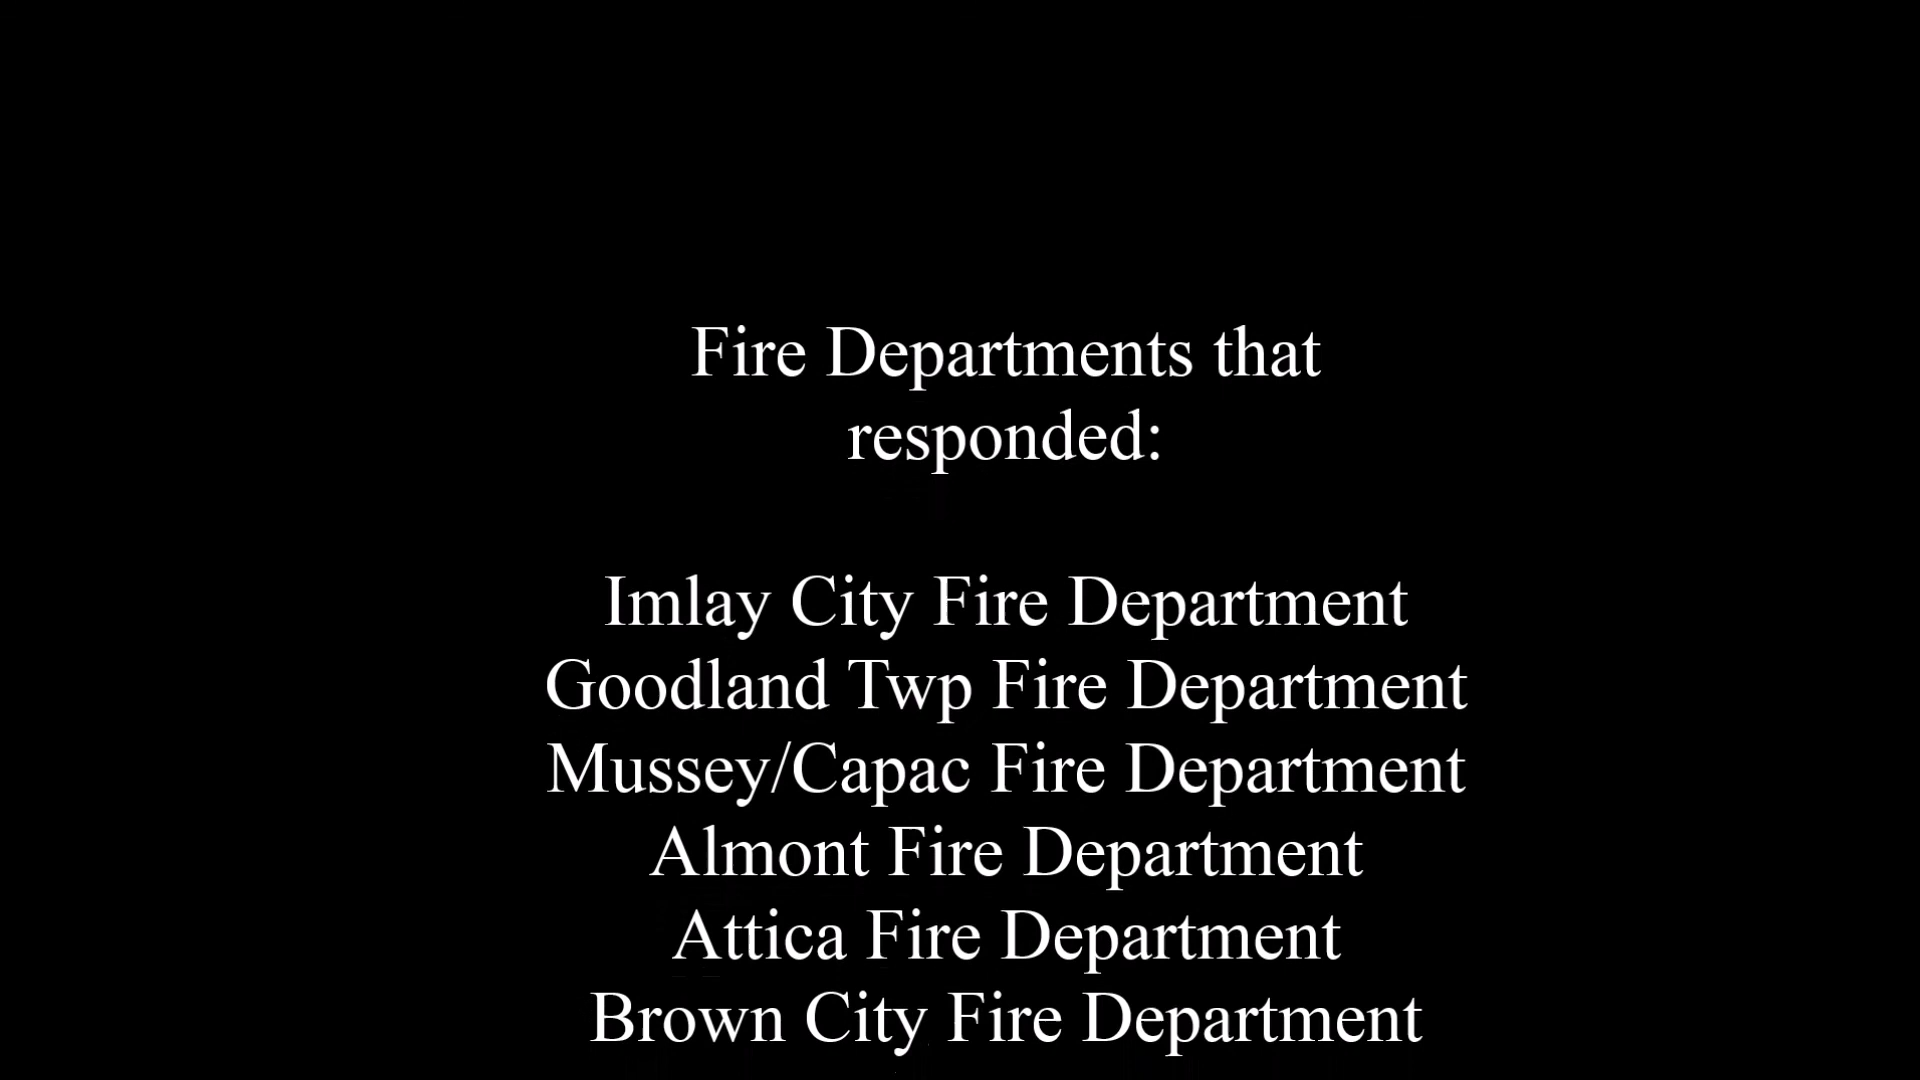 Fire Departments that
responded:
Imlay City Fire Department
Goodland Twp Fire Department
Mussey/Capac Fire Department
Almont Fire Department
Attica Fire Department
Brown City Fire Department